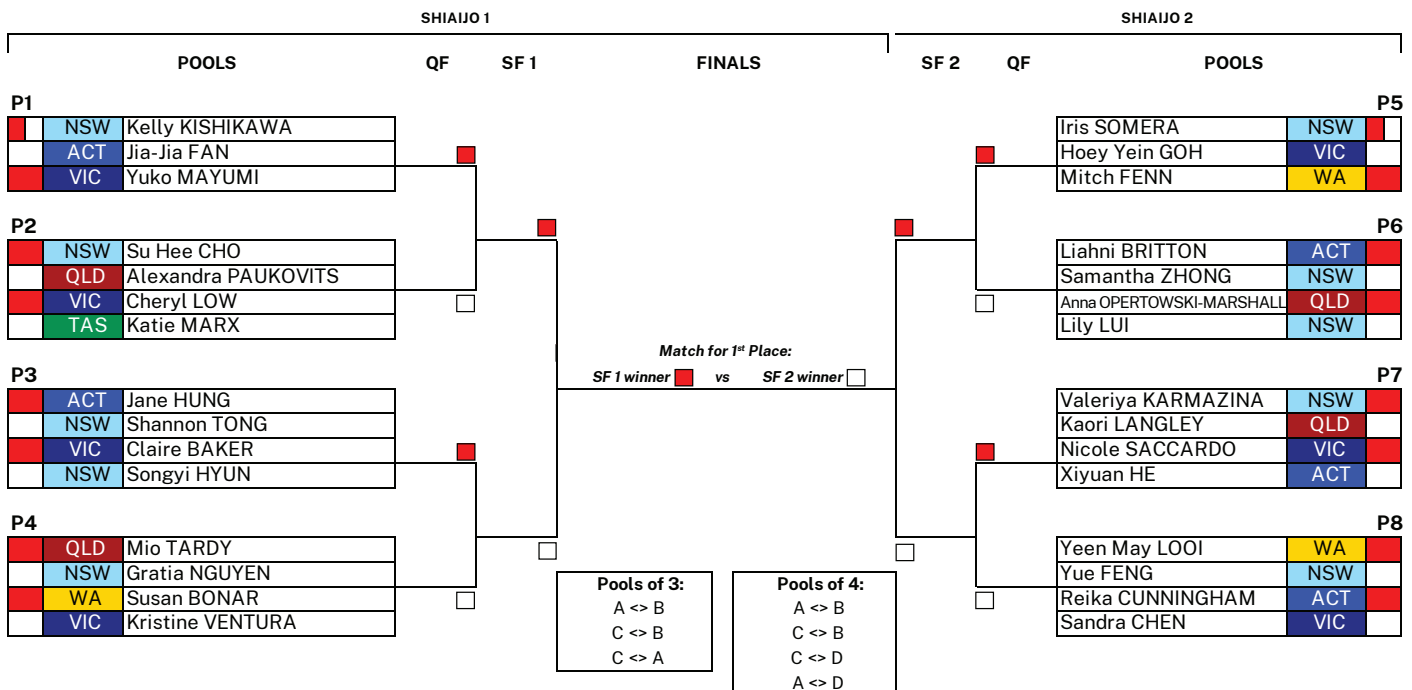 SHIAIJO 1 SHIAIJO 2
POOLS QF SF 1 FINALS SF 2 QF POOLS
P1
NSW Kelly KISHIKAWA
ACT Jia-Jia FAN
VIC Yuko MAYUMI
P2
NSW Su Hee CHO
QLD Alexandra PAUKOVITS
VIC Cheryl LOW
TAS Katie MARX
P3
ACT Jane HUNG
NSW Shannon TONG
VIC Claire BAKER
NSW Songyi HYUN
P4
QLD Mio TARDY
NSW Gratia NGUYEN
WA Susan BONAR
VIC Kristine VENTURA
Match for 1st Place:
SF 1 winner vs SF 2 winner
Pools of 3:
A <> B
C <> B
C <> A
Pools of 4:
A <> B
C <> B
C <> D
A <> D
P5
Iris SOMERA NSW
Hoey Yein GOH VIC
Mitch FENN WA
P6
Liahni BRITTON ACT
Samantha ZHONG NSW
Anna OPERTOWSKI-MARSHALL QLD
Lily LUI NSW
P7
Valeriya KARMAZINA NSW
Kaori LANGLEY QLD
Nicole SACCARDO VIC
Xiyuan HE ACT
P8
Yeen May LOOI WA
Yue FENG NSW
Reika CUNNINGHAM ACT
Sandra CHEN VIC